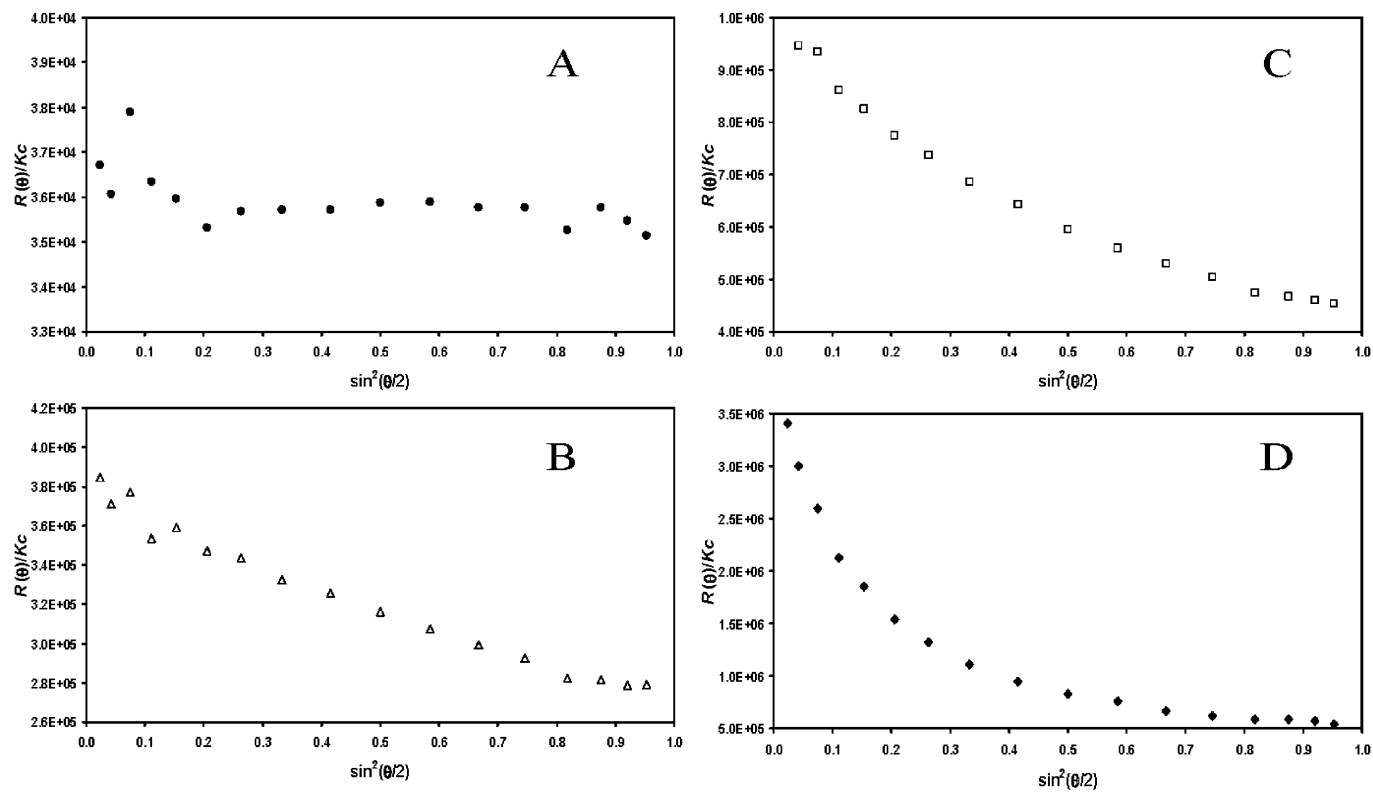 A
R(θ)/Kc
4.0E+04
3.9E+04
3.8E+04
3.7E+04
3.6E+04
3.5E+04
3.4E+04
3.3E+04
0.0 0.1 0.2 0.3 0.4 0.5 0.6 0.7 0.8 0.9 1.0
sin²(θ/2)
C
R(θ)/Kc
1.0E+06
9.0E+05
8.0E+05
7.0E+05
6.0E+05
5.0E+05
4.0E+05
0.0 0.1 0.2 0.3 0.4 0.5 0.6 0.7 0.8 0.9 1.0
sin²(θ/2)
B
R(θ)/Kc
4.2E+05
4.0E+05
3.8E+05
3.6E+05
3.4E+05
3.2E+05
3.0E+05
2.8E+05
2.6E+05
0.0 0.1 0.2 0.3 0.4 0.5 0.6 0.7 0.8 0.9 1.0
sin²(θ/2)
D
R(θ)/Kc
3.5E+06
3.0E+06
2.5E+06
2.0E+06
1.5E+06
1.0E+06
5.0E+05
0.0 0.1 0.2 0.3 0.4 0.5 0.6 0.7 0.8 0.9 1.0
sin²(θ/2)